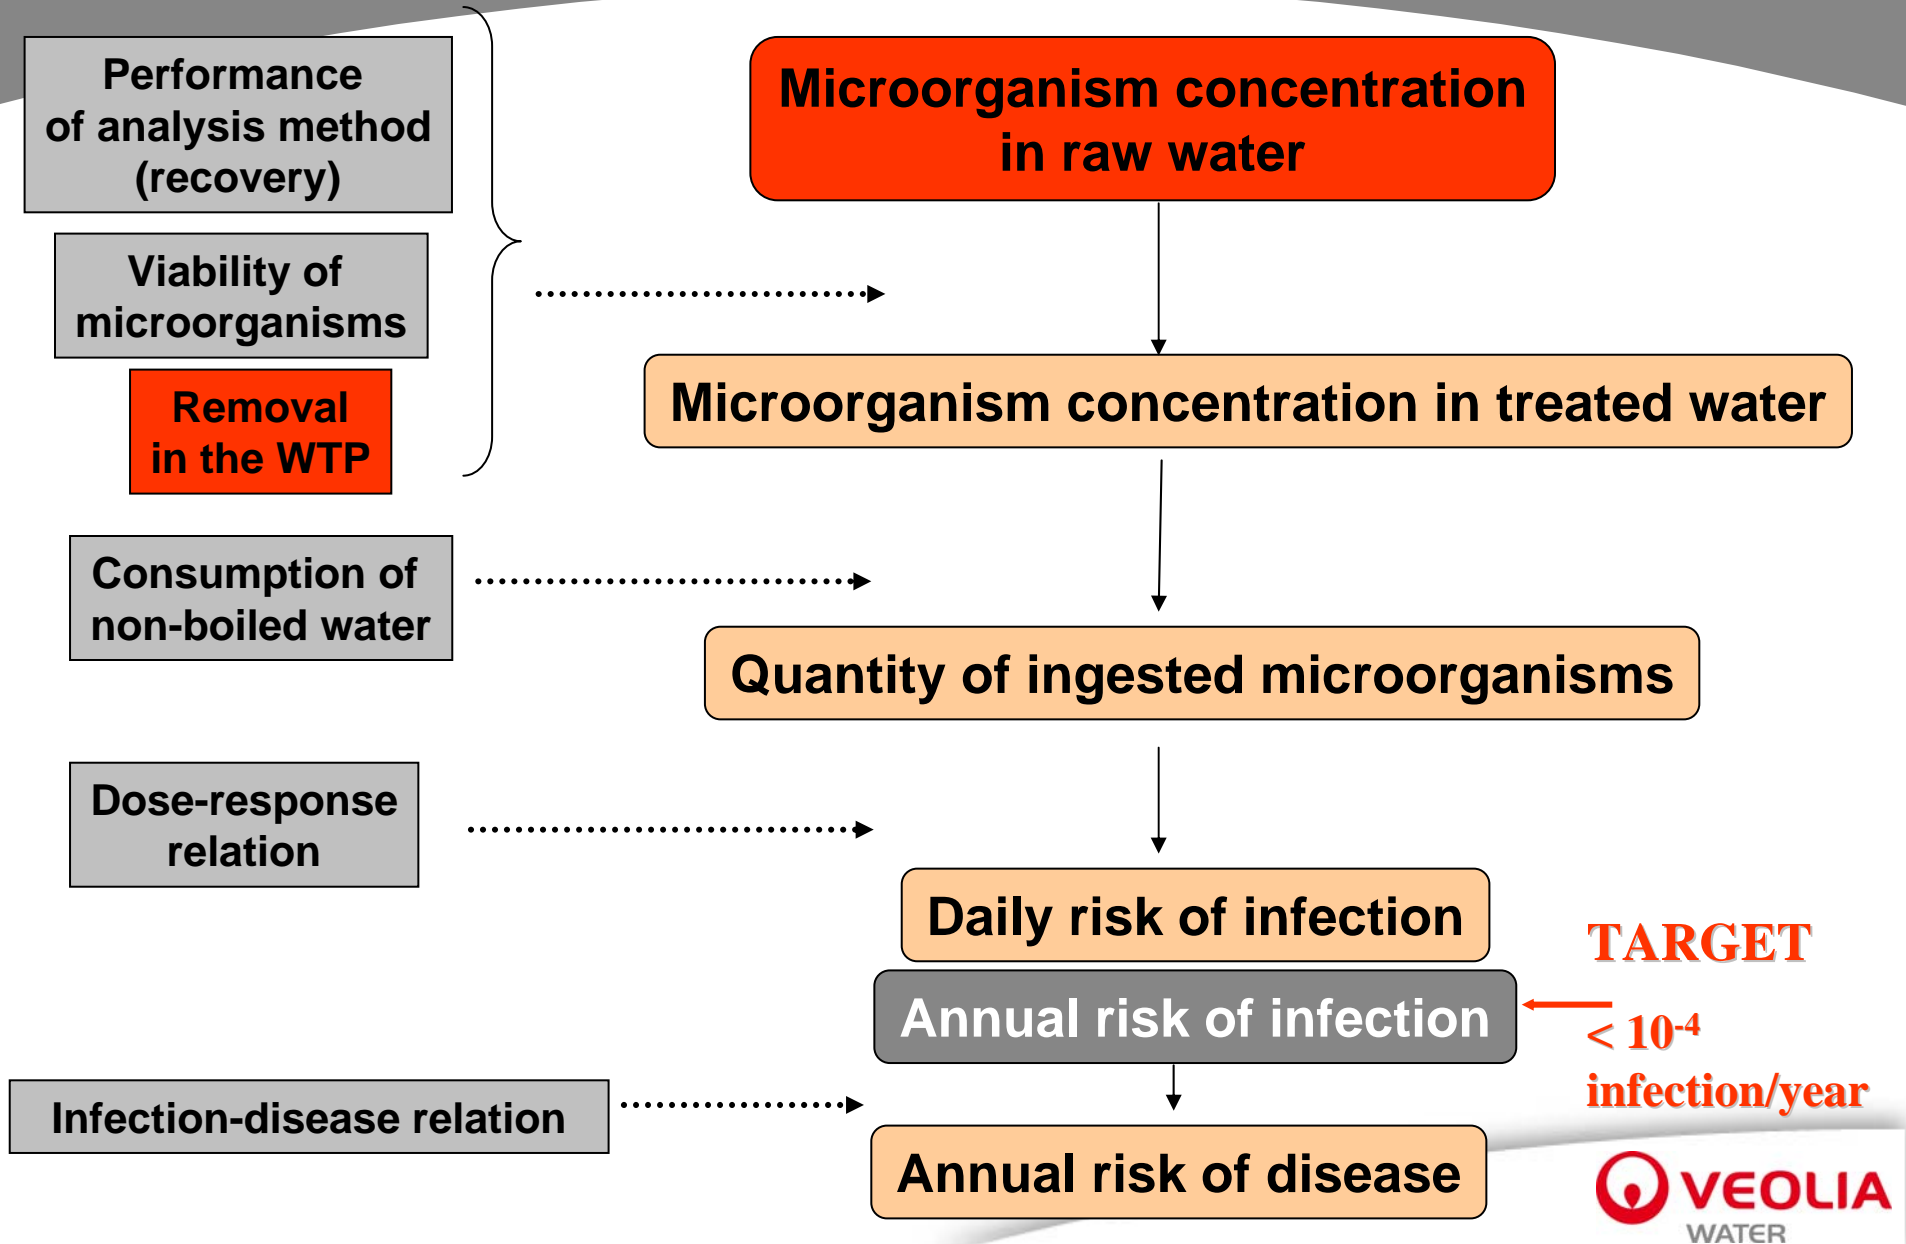 Performance
of analysis method
(recovery)
Microorganism concentration
in raw water
Viability of
microorganisms
Removal
in the WTP
Microorganism concentration in treated water
Consumption of
non-boiled water
Quantity of ingested microorganisms
Dose-response
relation
Daily risk of infection
Annual risk of infection
TARGET
< 10⁻⁴
infection/year
Infection-disease relation
Annual risk of disease
VEOLIA
WATER